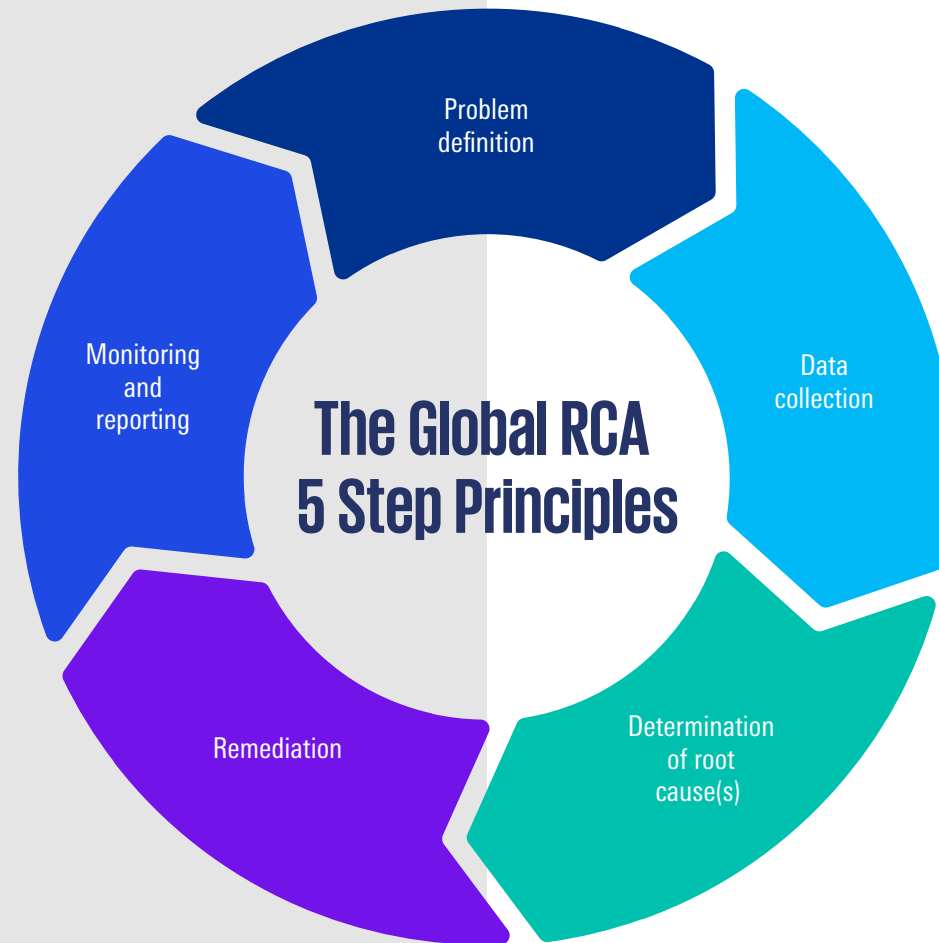 Problem
definition
Data
collection
Determination
of root
cause(s)
Remediation
Monitoring
and
reporting
The Global RCA
5 Step Principles